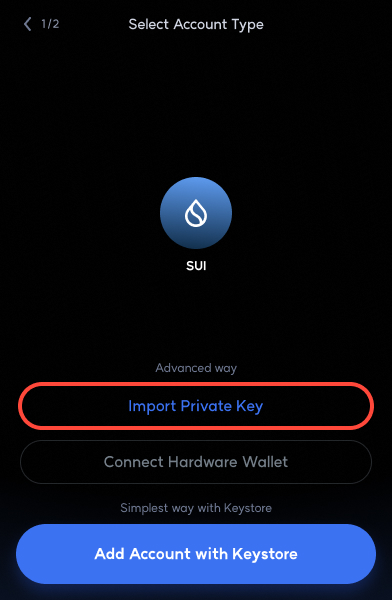 1/2
Select Account Type
SUI
Advanced way
Import Private Key
Connect Hardware Wallet
Simplest way with Keystore
Add Account with Keystore